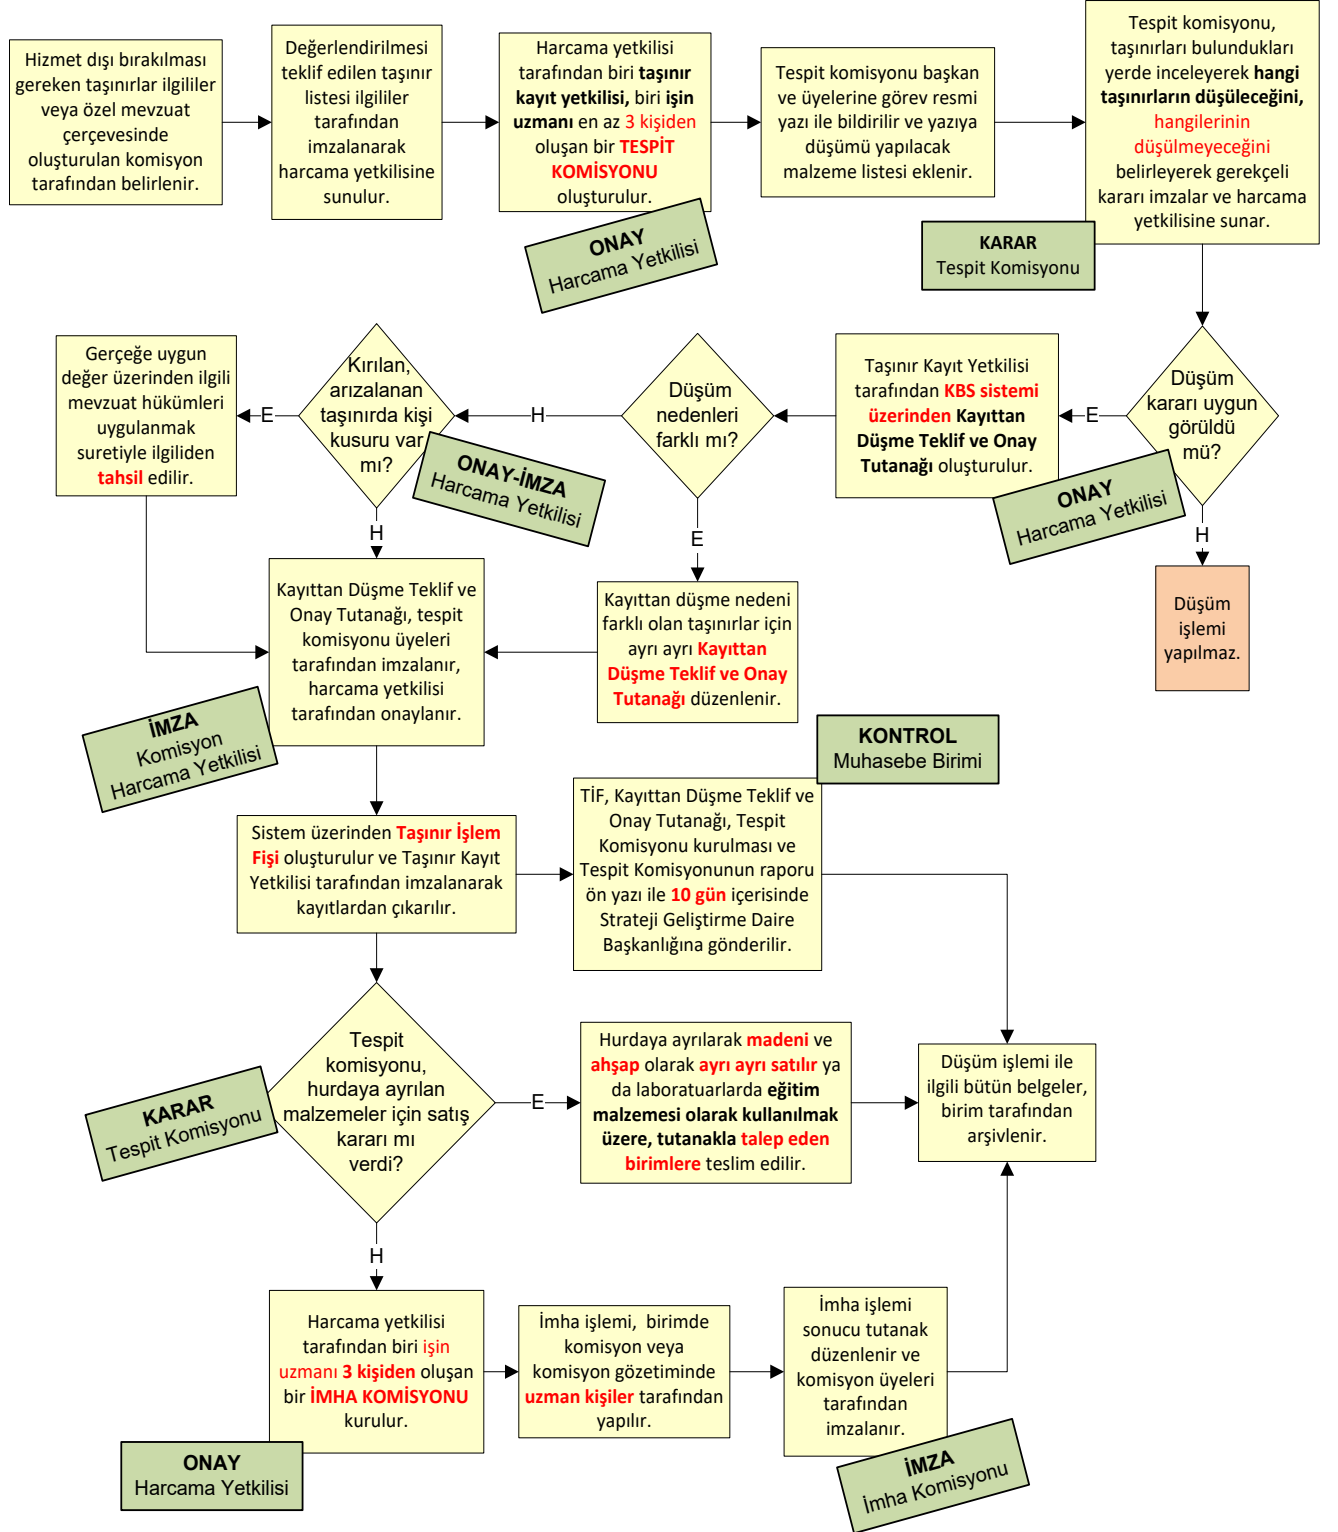 Hizmet dışı bırakılması
gereken taşınırlar ilgililer
veya özel mevzuat
çerçevesinde
oluşturulan komisyon
tarafından belirlenir.
Değerlendirilmesi
teklif edilen taşınır
listesi ilgililer
tarafından
imzalanarak
harcama yetkilisine
sunulur.
Harcama yetkilisi
tarafından biri taşınır
kayıt yetkilisi, biri işin
uzmanı en az 3 kişiden
oluşan bir TESPİT
KOMİSYONU
oluşturulur.
ONAY
Harcama Yetkilisi
Tespit komisyonu başkan
ve üyelerine görev resmi
yazı ile bildirilir ve yazıya
düşümü yapılacak
malzeme listesi eklenir.
Tespit komisyonu,
taşınırları bulundukları
yerde inceleyerek hangi
taşınırların düşüleceğini,
hangilerinin
düşülmeyeceğini
belirleyerek gerekçeli
kararı imzalar ve harcama
yetkilisine sunar.
KARAR
Tespit Komisyonu
Düşüm
kararı uygun
görüldü
mü?
E
H
ONAY
Harcama Yetkilisi
Düşüm
işlemi
yapılmaz.
Taşınır Kayıt Yetkilisi
tarafından KBS sistemi
üzerinden Kayıttan
Düşme Teklif ve Onay
Tutanağı oluşturulur.
Düşüm
nedenleri
farklı mı?
H
E
Kırılan,
arızalanan
taşınırda kişi
kusuru var
mı?
E
H
ONAY-İMZA
Harcama Yetkilisi
Gerçeğe uygun
değer üzerinden ilgili
mevzuat hükümleri
uygulanmak
suretiyle ilgiliden
tahsil edilir.
Kayıttan düşme nedeni
farklı olan taşınırlar için
ayrı ayrı Kayıttan
Düşme Teklif ve Onay
Tutanağı düzenlenir.
Kayıttan Düşme Teklif ve
Onay Tutanağı, tespit
komisyonu üyeleri
tarafından imzalanır,
harcama yetkilisi
tarafından onaylanır.
İMZA
Komisyon
Harcama Yetkilisi
KONTROL
Muhasebe Birimi
Sistem üzerinden Taşınır İşlem
Fişi oluşturulur ve Taşınır Kayıt
Yetkilisi tarafından imzalanarak
kayıtlardan çıkarılır.
TİF, Kayıttan Düşme Teklif ve
Onay Tutanağı, Tespit
Komisyonu kurulması ve
Tespit Komisyonunun raporu
ön yazı ile 10 gün içerisinde
Strateji Geliştirme Daire
Başkanlığına gönderilir.
Tespit
komisyonu,
hurdaya ayrılan
malzemeler için satış
kararı mı
verdi?
E
H
KARAR
Tespit Komisyonu
Hurdaya ayrılarak madeni ve
ahşap olarak ayrı ayrı satılır ya
da laboratuarlarda eğitim
malzemesi olarak kullanılmak
üzere, tutanakla talep eden
birimlere teslim edilir.
Düşüm işlemi ile
ilgili bütün belgeler,
birim tarafından
arşivlenir.
Harcama yetkilisi
tarafından biri işin
uzmanı 3 kişiden oluşan
bir İMHA KOMİSYONU
kurulur.
ONAY
Harcama Yetkilisi
İmha işlemi, birimde
komisyon veya
komisyon gözetiminde
uzman kişiler tarafından
yapılır.
İmha işlemi
sonucu tutanak
düzenlenir ve
komisyon üyeleri
tarafından
imzalanır.
İMZA
İmha Komisyonu